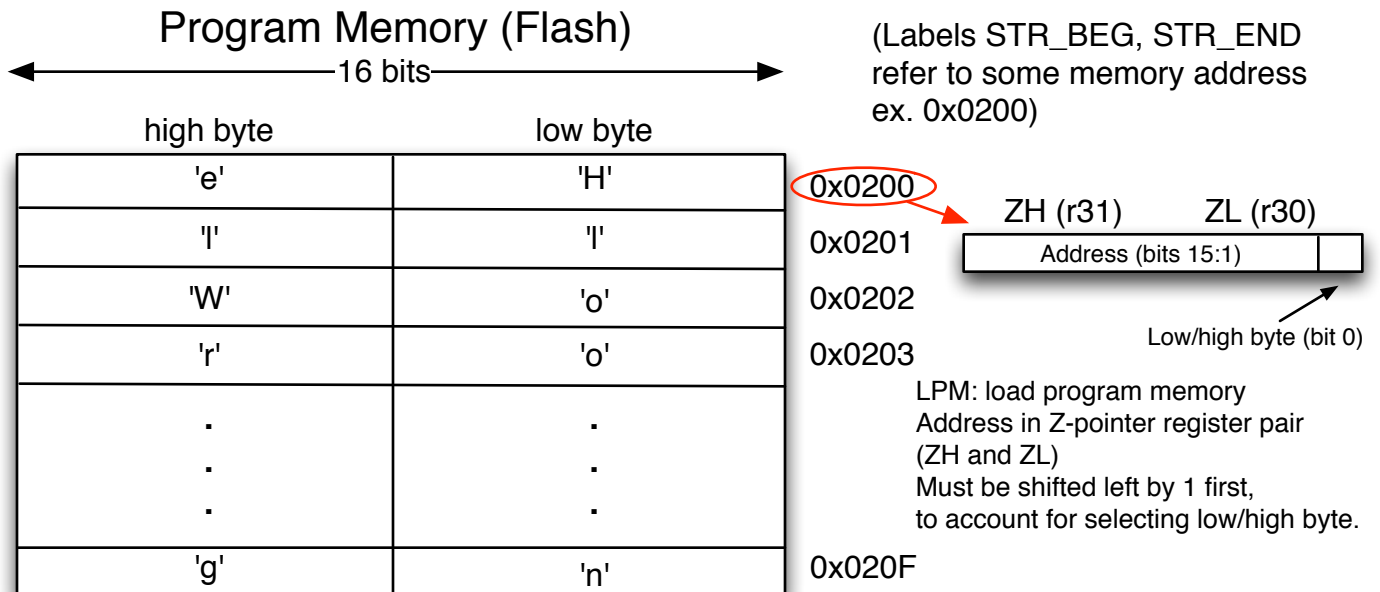 Program Memory (Flash)
16 bits
high byte low byte
(Labels STR_BEG, STR_END
refer to some memory address
ex. 0x0200)
'e' 'H' 0x0200
'l' 'l' 0x0201
'W' 'o' 0x0202
'r' 'o' 0x0203
. .
. .
. .
'g' 'n' 0x020F
ZH (r31) ZL (r30)
Address (bits 15:1)
Low/high byte (bit 0)
LPM: load program memory
Address in Z-pointer register pair
(ZH and ZL)
Must be shifted left by 1 first,
to account for selecting low/high byte.